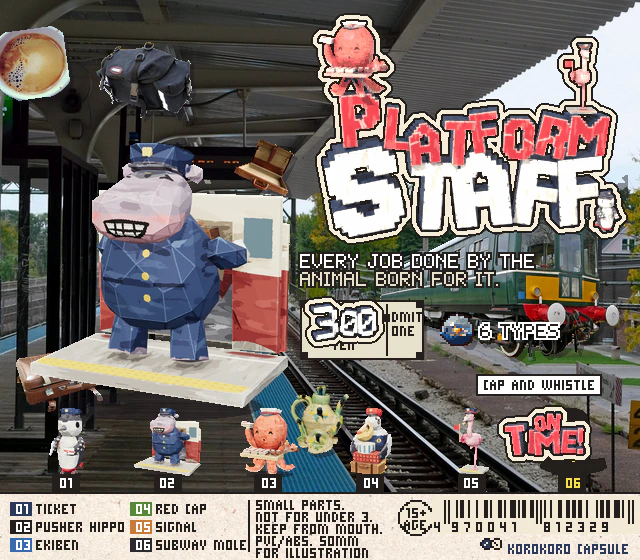 PLATFORM
STAFF
EVERY JOB DONE BY THE
ANIMAL BORN FOR IT.
300
YEN
ADMIT
ONE
6 TYPES
CAP AND WHISTLE
ON
TIME!
01
02
03
04
05
06
01 TICKET
02 PUSHER HIPPO
03 EKIBEN
04 RED CAP
05 SIGNAL
06 SUBWAY MOLE
SMALL PARTS.
NOT FOR UNDER 3.
KEEP FROM MOUTH.
PVC/ABS. 50MM
FOR ILLUSTRATION
15+
AGE
4 970041 812329
KOROKORO CAPSULE